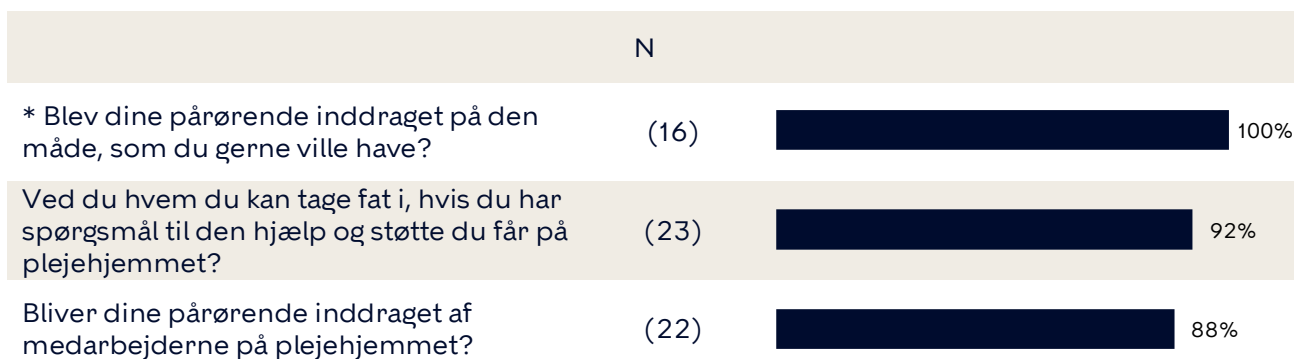 N
* Blev dine pårørende inddraget på den
måde, som du gerne ville have?
(16)
100%
Ved du hvem du kan tage fat i, hvis du har
spørgsmål til den hjælp og støtte du får på
plejehjemmet?
(23)
92%
Bliver dine pårørende inddraget af
medarbejderne på plejehjemmet?
(22)
88%